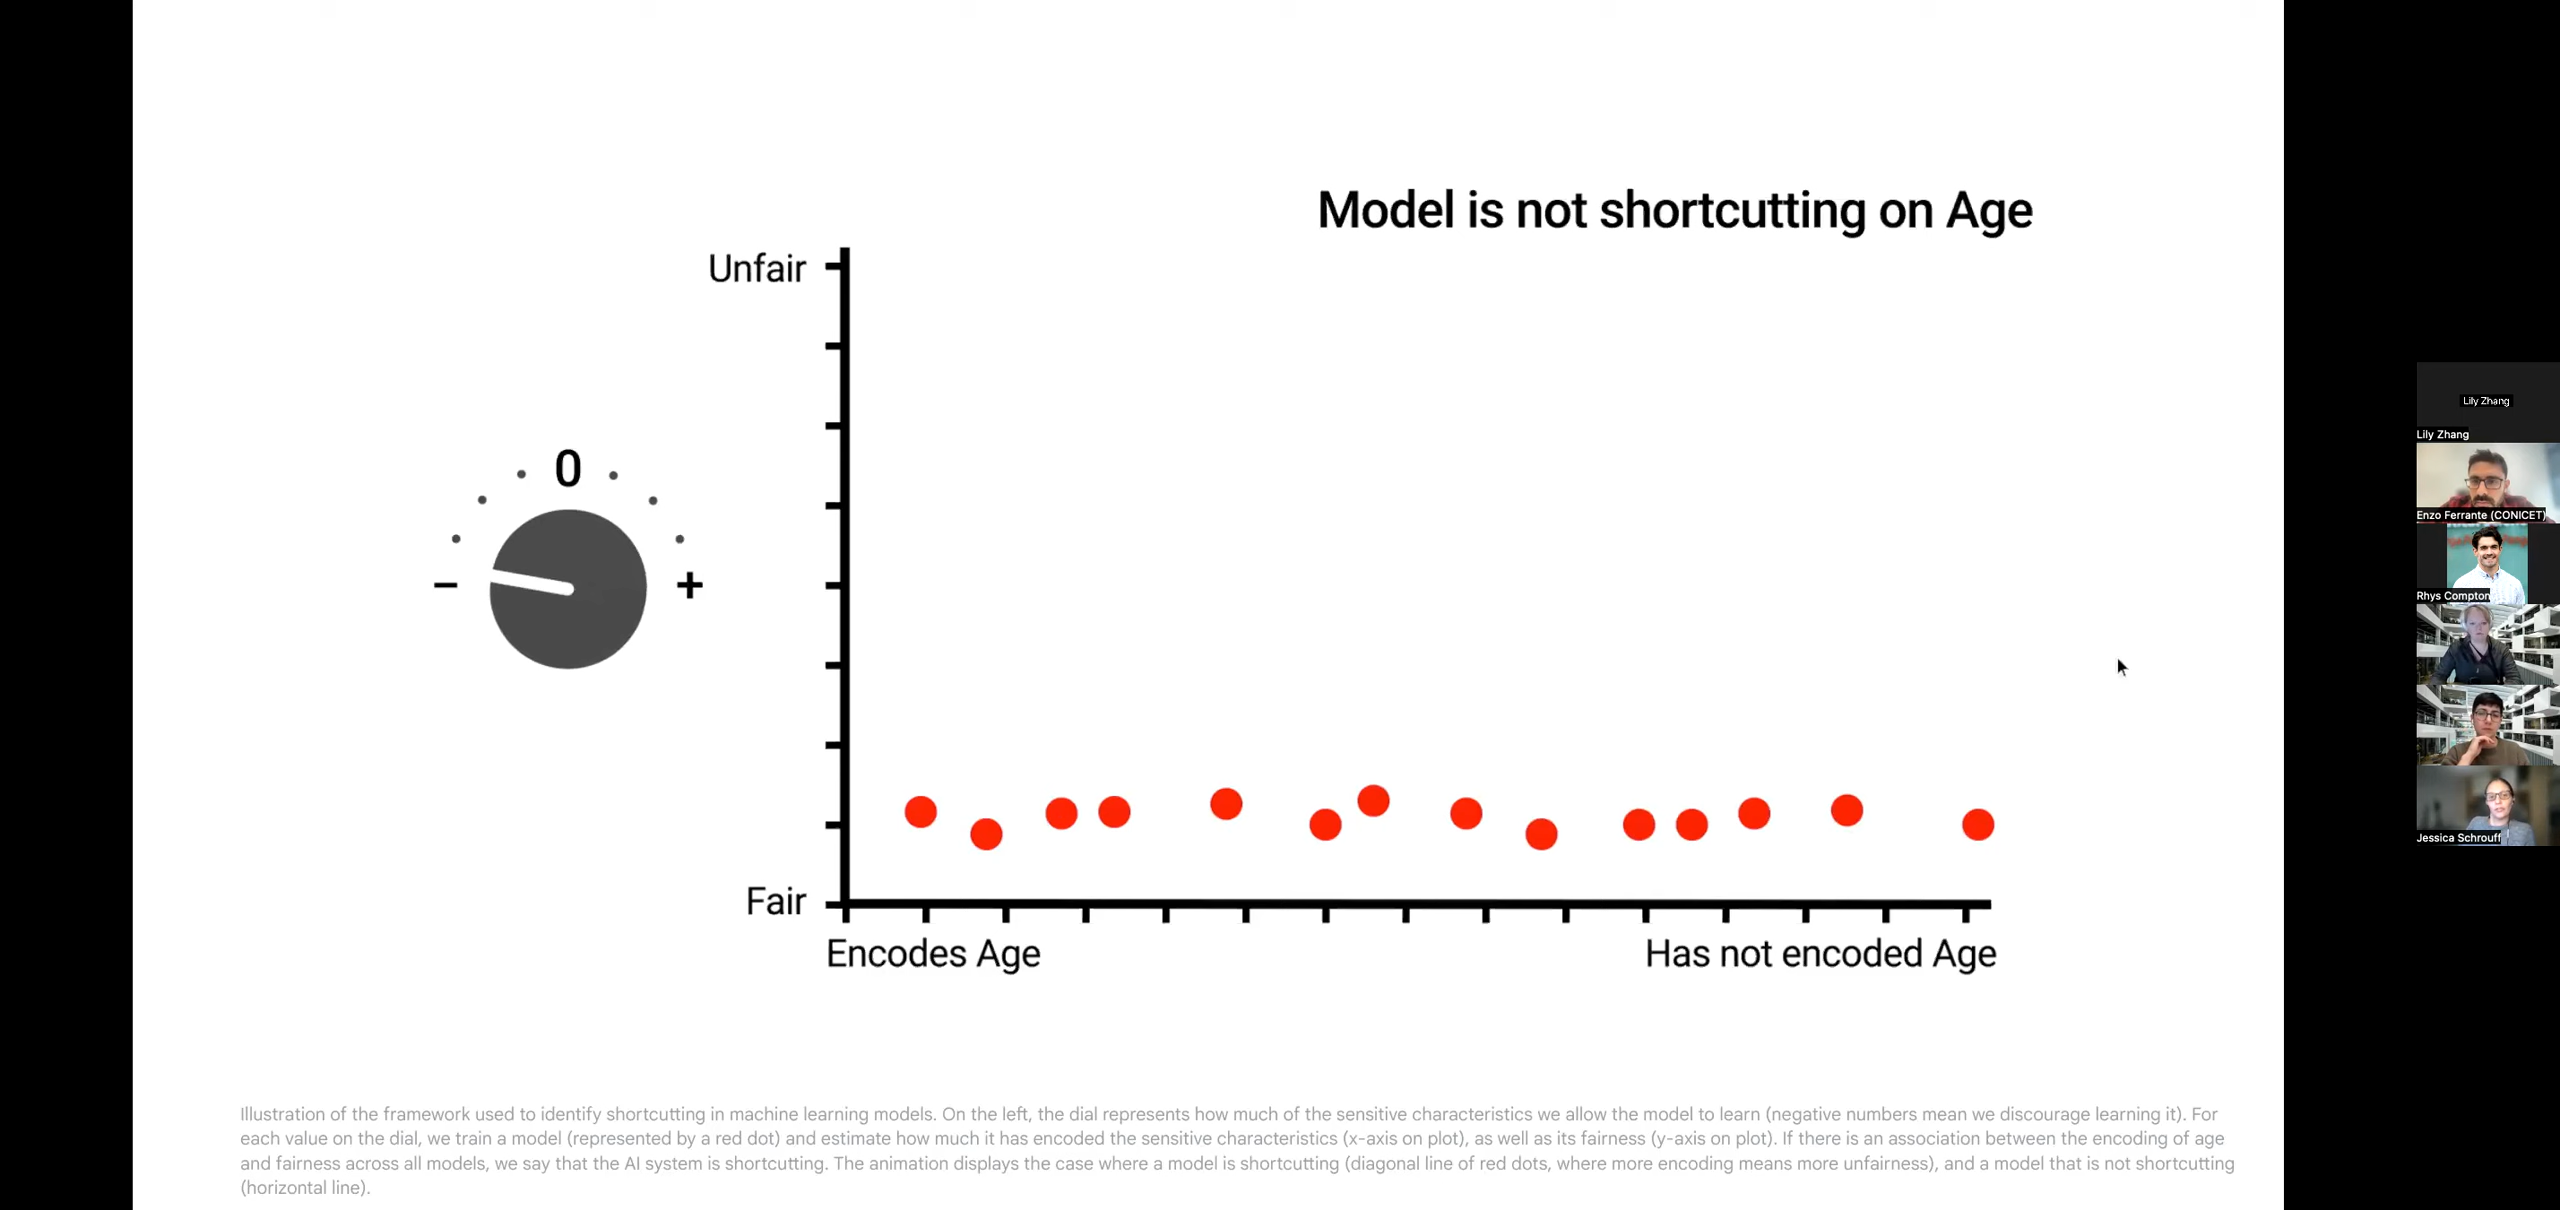 Model is not shortcutting on Age
Unfair
0
−
+
Fair
Encodes Age
Has not encoded Age
Illustration of the framework used to identify shortcutting in machine learning models. On the left, the dial represents how much of the sensitive characteristics we allow the model to learn (negative numbers mean we discourage learning it). For
each value on the dial, we train a model (represented by a red dot) and estimate how much it has encoded the sensitive characteristics (x-axis on plot), as well as its fairness (y-axis on plot). If there is an association between the encoding of age
and fairness across all models, we say that the AI system is shortcutting. The animation displays the case where a model is shortcutting (diagonal line of red dots, where more encoding means more unfairness), and a model that is not shortcutting
(horizontal line).
Lily Zhang
Lily Zhang
Enzo Ferrante (CONICET)
Rhys Compton
Jessica Schrouff